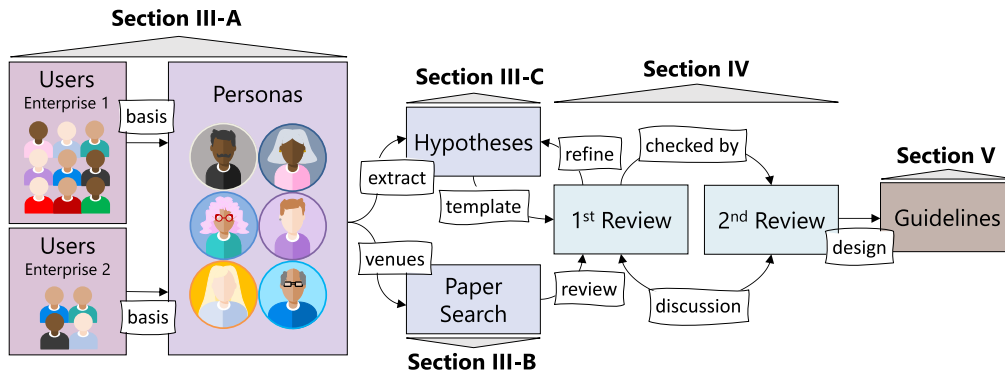 Section III-A
Users
Enterprise 1
basis
Personas
Users
Enterprise 2
basis
extract
venues
Section III-C
Hypotheses
template
Paper
Search
Section III-B
review
Section IV
refine
checked by
1st Review
2nd Review
discussion
design
Section V
Guidelines